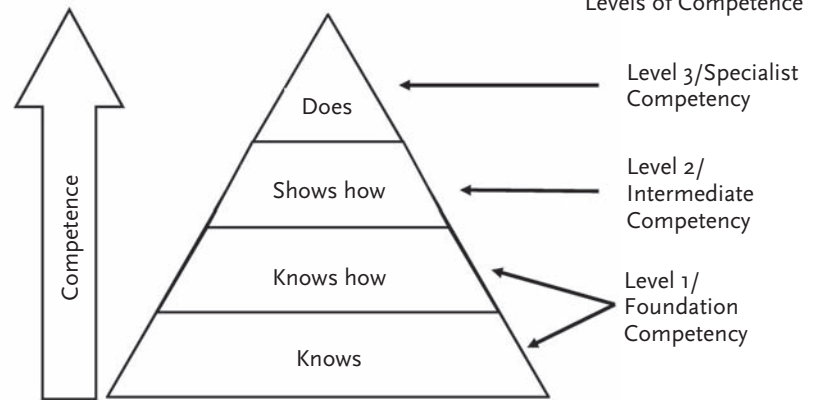 Levels of Competence
Level 3/Specialist
Competency
Does
Level 2/
Intermediate
Competency
Shows how
Level 1/
Foundation
Competency
Knows how
Knows
Competence